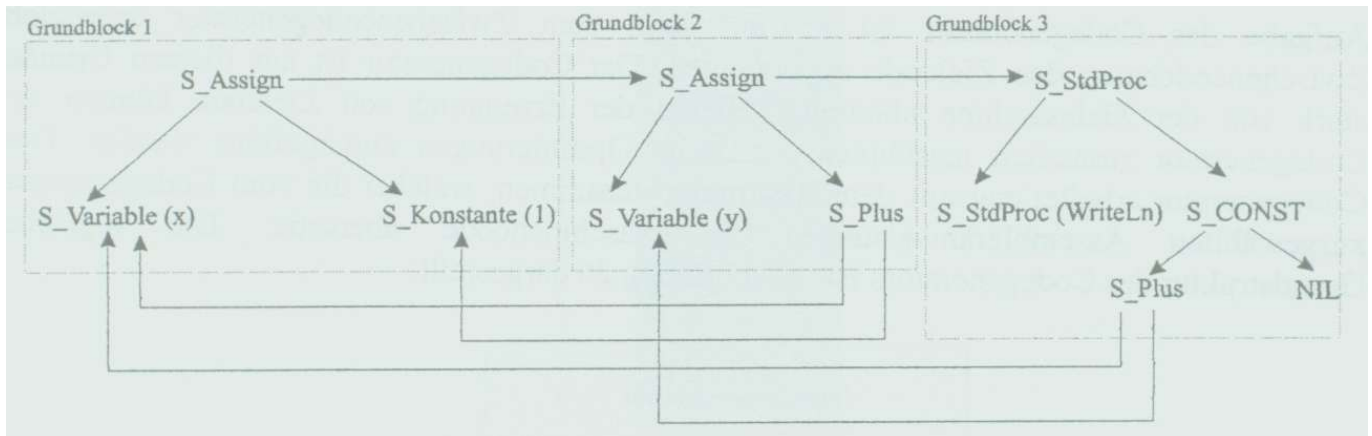 Grundblock 1
Grundblock 2
Grundblock 3
S_Assign
S_Assign
S_StdProc
S_Variable (x)
S_Konstante (1)
S_Variable (y)
S_Plus
S_StdProc (WriteLn)
S_CONST
S_Plus
NIL